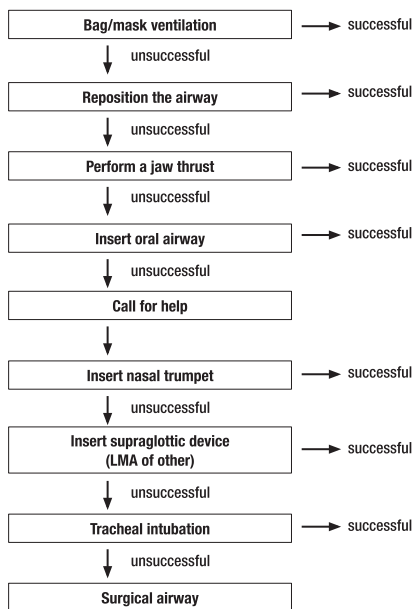 Bag/mask ventilation successful
unsuccessful
Reposition the airway successful
unsuccessful
Perform a jaw thrust successful
unsuccessful
Insert oral airway successful
unsuccessful
Call for help
Insert nasal trumpet successful
unsuccessful
Insert supraglottic device
(LMA of other) successful
unsuccessful
Tracheal intubation successful
unsuccessful
Surgical airway